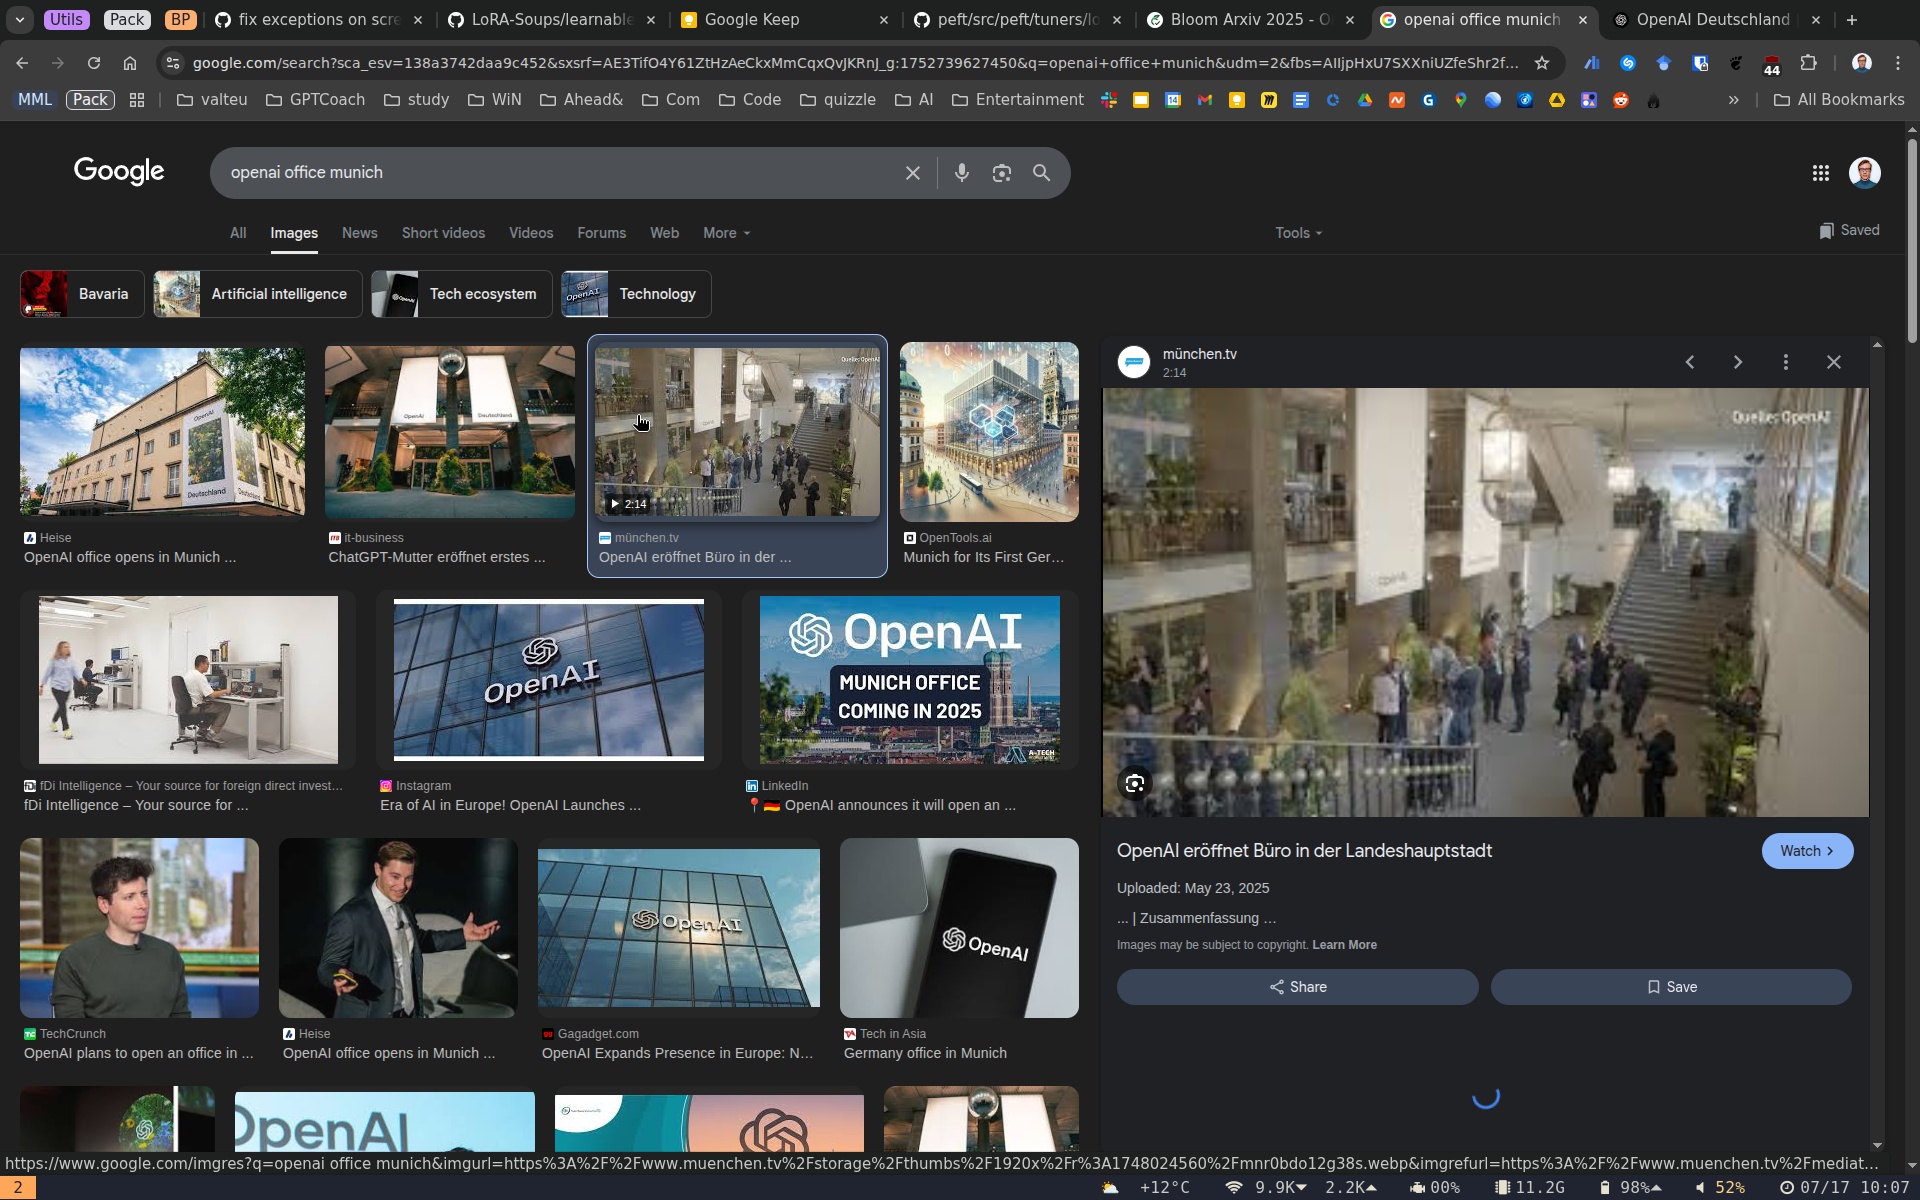 Utils
Pack
BP
fix exceptions on scre
LoRA-Soups/learnable
Google Keep
peft/src/peft/tuners/lo
Bloom Arxiv 2025 - O
openai office munich
OpenAI Deutschland
google.com/search?sca_esv=138a3742daa9c452&sxsrf=AE3TifO4Y61ZtHzAeCkxMmCqxQvJKRnJ_g:1752739627450&q=openai+office+munich&udm=2&fbs=AIIjpHxU7SXXniUZfeShr2f...
44
MML
Pack
valteu
GPTCoach
study
WiN
Ahead&
Com
Code
quizzle
AI
Entertainment
All Bookmarks
Google
openai office munich
All
Images
News
Short videos
Videos
Forums
Web
More
Tools
Saved
Bavaria
Artificial intelligence
Tech ecosystem
Technology
OpenAI
Deutschland
Heise
OpenAI office opens in Munich ...
OpenAI
Deutschland
it-business
ChatGPT-Mutter eröffnet erstes ...
Quelle: OpenAI
2:14
münchen.tv
OpenAI eröffnet Büro in der ...
OpenTools.ai
Munich for Its First Ger...
fDi Intelligence – Your source for foreign direct invest...
fDi Intelligence – Your source for ...
OpenAI
Instagram
Era of AI in Europe! OpenAI Launches ...
OpenAI
MUNICH OFFICE
COMING IN 2025
A-TECH
LinkedIn
📍🇩🇪 OpenAI announces it will open an ...
TechCrunch
OpenAI plans to open an office in ...
Heise
OpenAI office opens in Munich ...
OpenAI
Gagadget.com
OpenAI Expands Presence in Europe: N...
OpenAI
Tech in Asia
Germany office in Munich
OpenAI
münchen.tv
2:14
Quelle: OpenAI
OpenAI eröffnet Büro in der Landeshauptstadt
Watch
Uploaded: May 23, 2025
... | Zusammenfassung ...
Images may be subject to copyright. Learn More
Share
Save
https://www.google.com/imgres?q=openai office munich&imgurl=https%3A%2F%2Fwww.muenchen.tv%2Fstorage%2Fthumbs%2F1920x%2Fr%3A1748024560%2Fmnr0bdo12g38s.webp&imgrefurl=https%3A%2F%2Fwww.muenchen.tv%2Fmediat...
2
+12°C
9.9K
2.2K
00%
11.2G
98%
52%
07/17 10:07